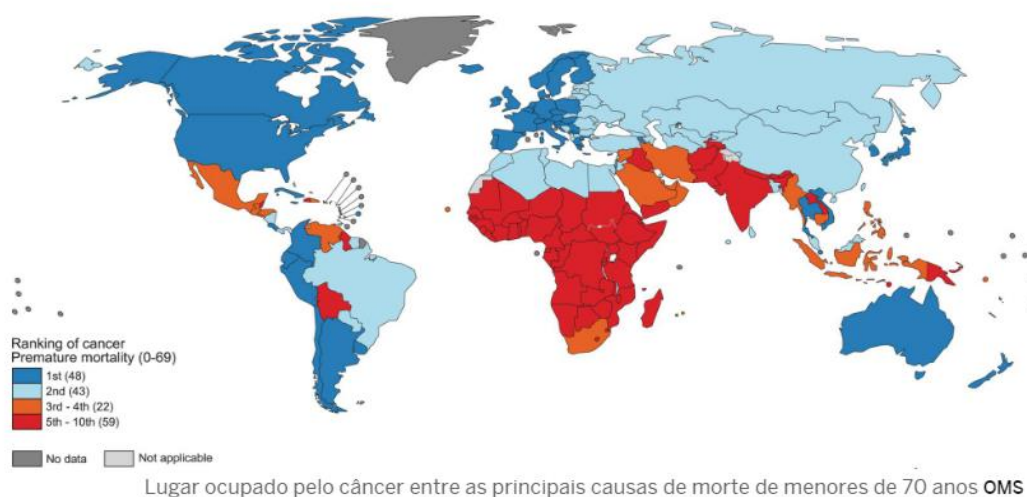 Ranking of cancer
Premature mortality (0-69)
1st (48)
2nd (43)
3rd - 4th (22)
5th - 10th (59)
No data
Not applicable
Lugar ocupado pelo câncer entre as principais causas de morte de menores de 70 anos OMS